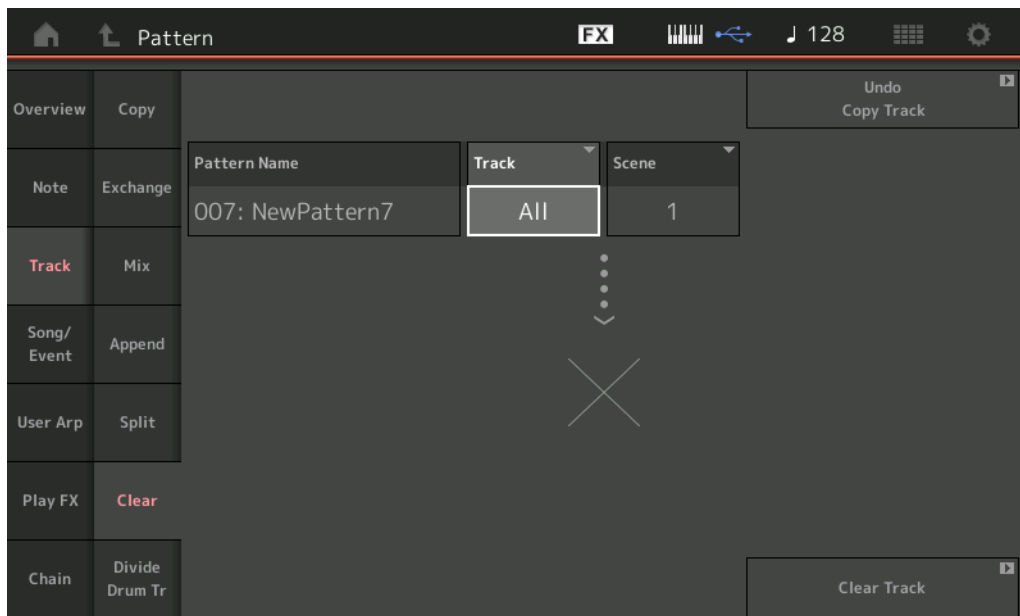 Pattern
FX
♩ 128
Overview
Copy
Undo
Copy Track
Note
Exchange
Pattern Name
Track
Scene
007: NewPattern7
All
1
Track
Mix
Song/
Event
Append
User Arp
Split
Play FX
Clear
Chain
Divide
Drum Tr
Clear Track